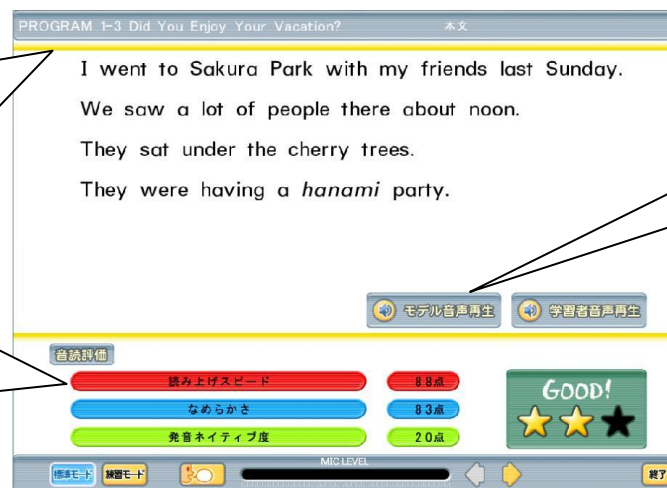 PROGRAM 1-3 Did You Enjoy Your Vacation? 本文
I went to Sakura Park with my friends last Sunday.
We saw a lot of people there about noon.
They sat under the cherry trees.
They were having a hanami party.
モデル音声再生 学習者音声再生
音読評価
読み上げスピード 88点
なめらかさ 83点
発音ネイティブ度 20点
GOOD!
標準モード 練習モード MIC LEVEL 終了